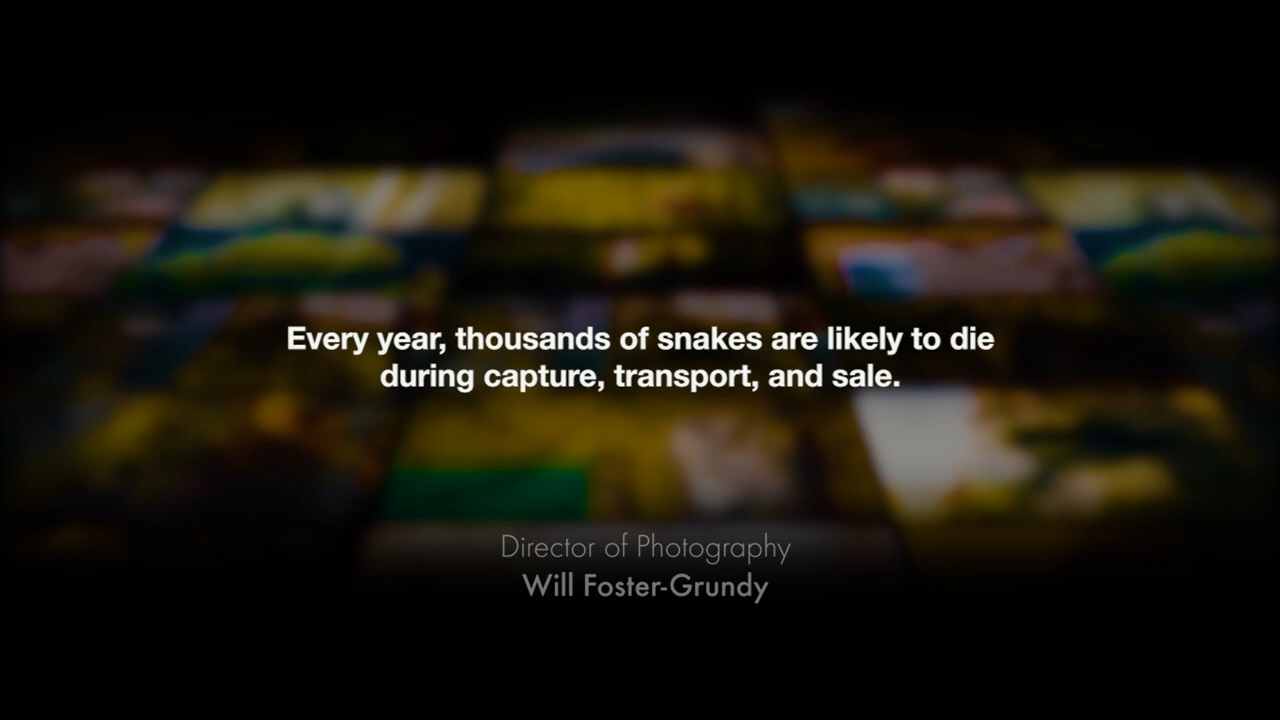 Every year, thousands of snakes are likely to die
during capture, transport, and sale.
Director of Photography
Will Foster-Grundy